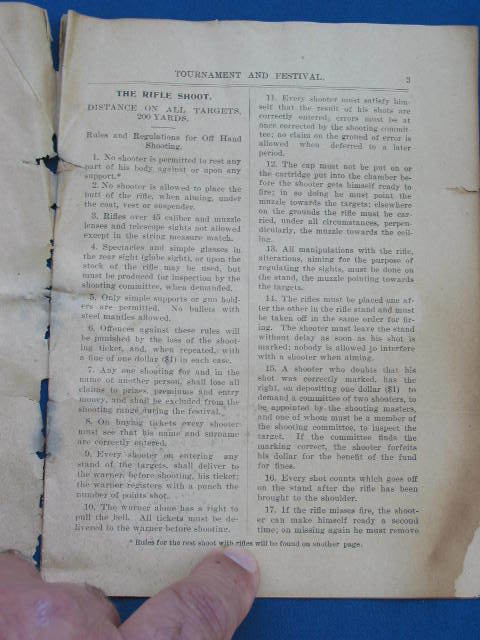 TOURNAMENT AND FESTIVAL.
3
THE RIFLE SHOOT.
DISTANCE ON ALL TARGETS,
200 YARDS.
Rules and Regulations for Off Hand
Shooting.
1. No shooter is permitted to rest any
part of his body against or upon any
support.*
2. No shooter is allowed to place the
butt of the rifle, when aiming, under
the coat, vest or suspender.
3. Rifles over 45 caliber and muzzle
lenses and telescope sights not allowed
except in the string measure match.
4. Spectacles and simple glasses in
the rear sight (globe sight), or upon the
stock of the rifle may be used, but
must be produced for inspection by the
shooting committee, when demanded.
5. Only simple supports or gun hold-
ers are permitted. No bullets with
steel mantles allowed.
6. Offences against these rules will
be punished by the loss of the shoot-
ing ticket, and, when repeated, with
a fine of one dollar ($1) in each case.
7. Any one shooting for and in the
name of another person, shall lose all
claims to prizes, premiums and entry
money, and shall be excluded from the
shooting range during the festival.
8. On buying tickets every shooter
must see that his name and surname
are correctly entered.
9. Every shooter on entering any
stand of the targets, shall deliver to
the warner, before shooting, his ticket;
the warner registers with a punch the
number of points shot.
10. The warner alone has a right to
pull the bell. All tickets must be de-
livered to the warner before shooting.
11. Every shooter must satisfy him-
self that the result of his shots are
correctly entered; errors must be at
once corrected by the shooting commit-
tee; no claim on the ground of error is
allowed when deferred to a later
period.
12. The cap must not be put on or
the cartridge put into the chamber be-
fore the shooter gets himself ready to
fire; in so doing he must point the
muzzle towards the targets; elsewhere
on the grounds the rifle must be car-
ried, under all circumstances, perpen-
dicularly, the muzzle towards the ceil-
ing.
13. All manipulations with the rifle,
alterations, aiming for the purpose of
regulating the sights, must be done on
the stand, the muzzle pointing towards
the targets.
14. The rifles must be placed one af-
ter the other in the rifle stand and must
be taken off in the same order for fir-
ing. The shooter must leave the stand
without delay as soon as his shot is
marked; nobody is allowed to interfere
with a shooter when aiming.
15. A shooter who doubts that his
shot was correctly marked, has the
right, on depositing one dollar ($1) to
demand a committee of two shooters, to
be appointed by the shooting masters,
and one of whom must be a member of
the shooting committee, to inspect the
target. If the committee finds the
marking correct, the shooter forfeits
his dollar for the benefit of the fund
for fines.
16. Every shot counts which goes off
on the stand after the rifle has been
brought to the shoulder.
17. If the rifle misses fire, the shoot-
er can make himself ready a second
time; on missing again he must remove
* Rules for the rest shoot with rifles will be found on another page.